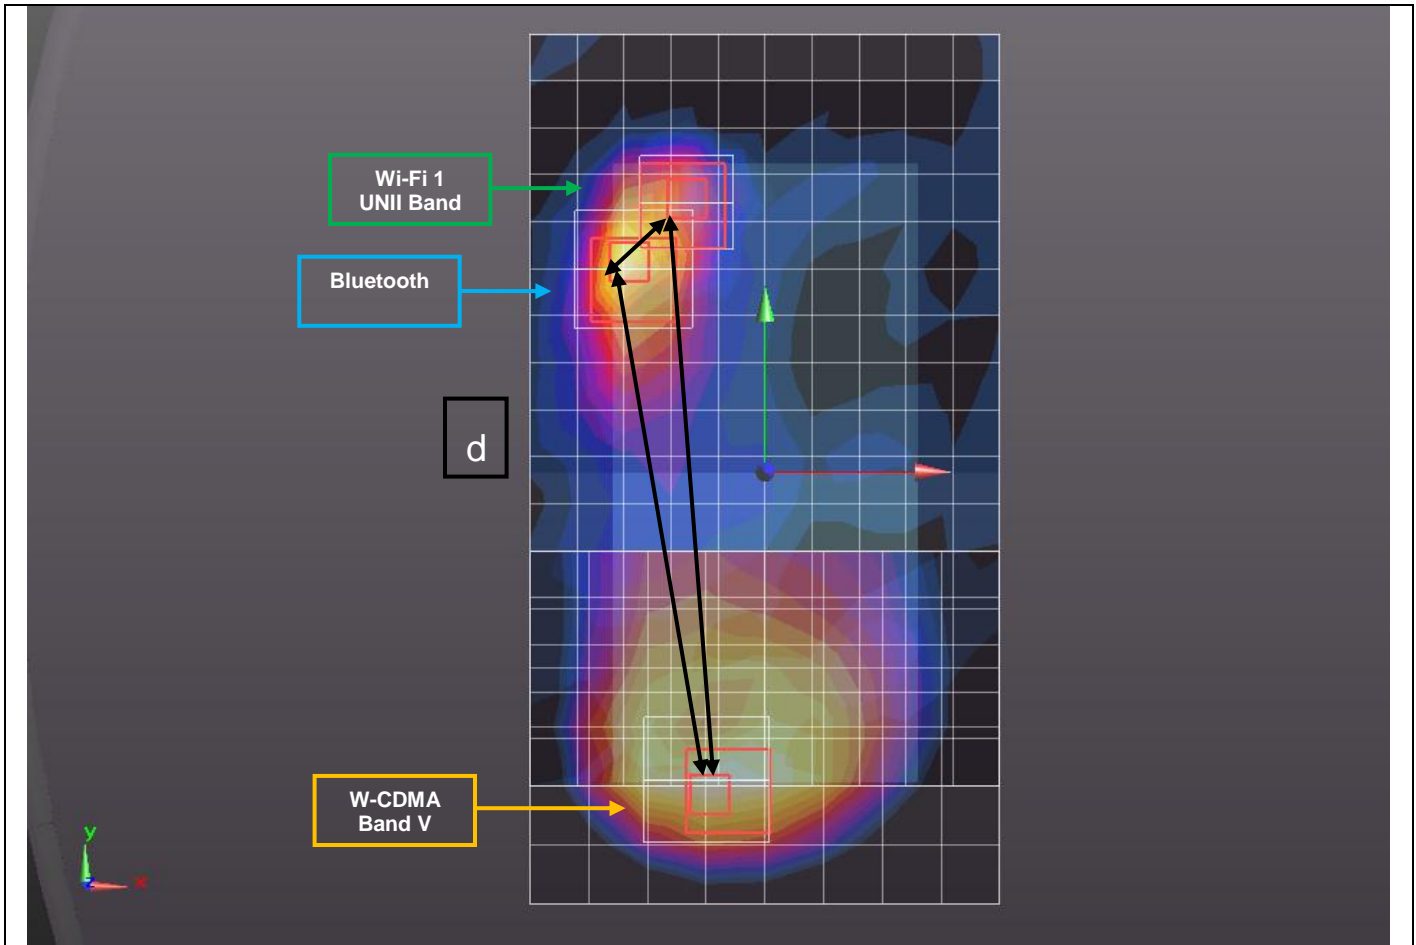 Wi-Fi 1
UNII Band
Bluetooth
d
W-CDMA
Band V
y
x